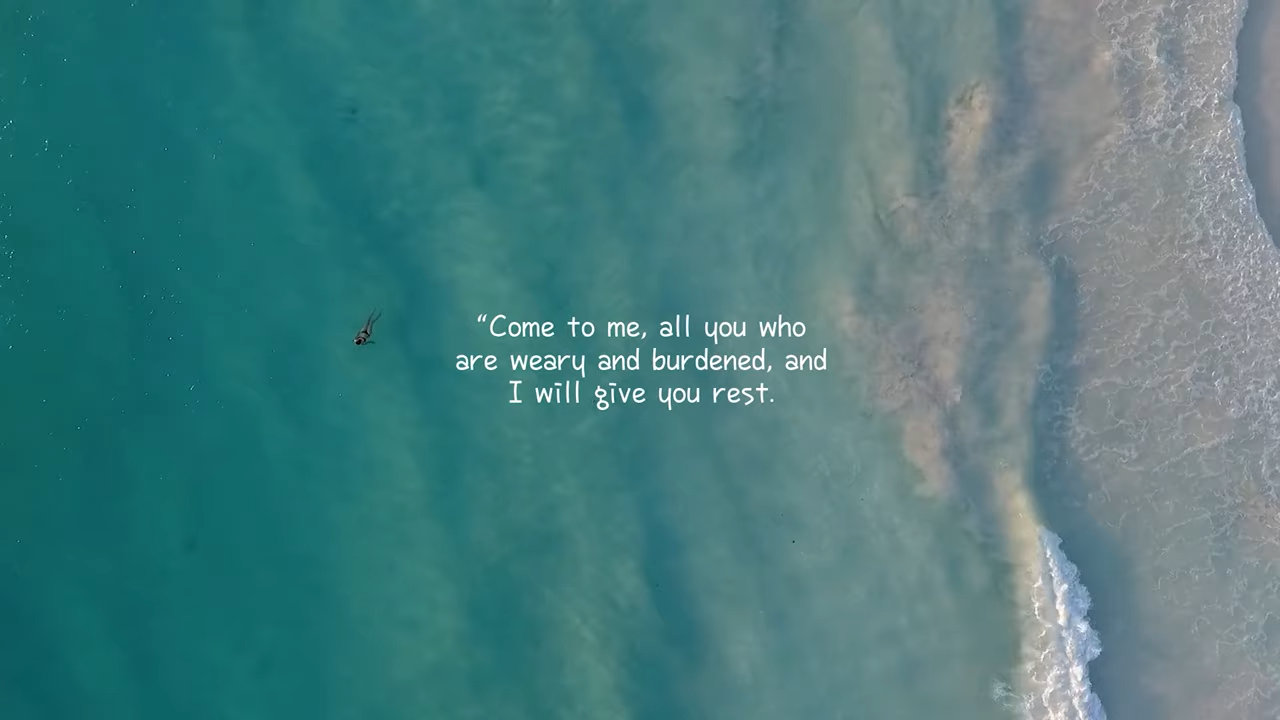 “Come to me, all you who
are weary and burdened, and
I will give you rest.